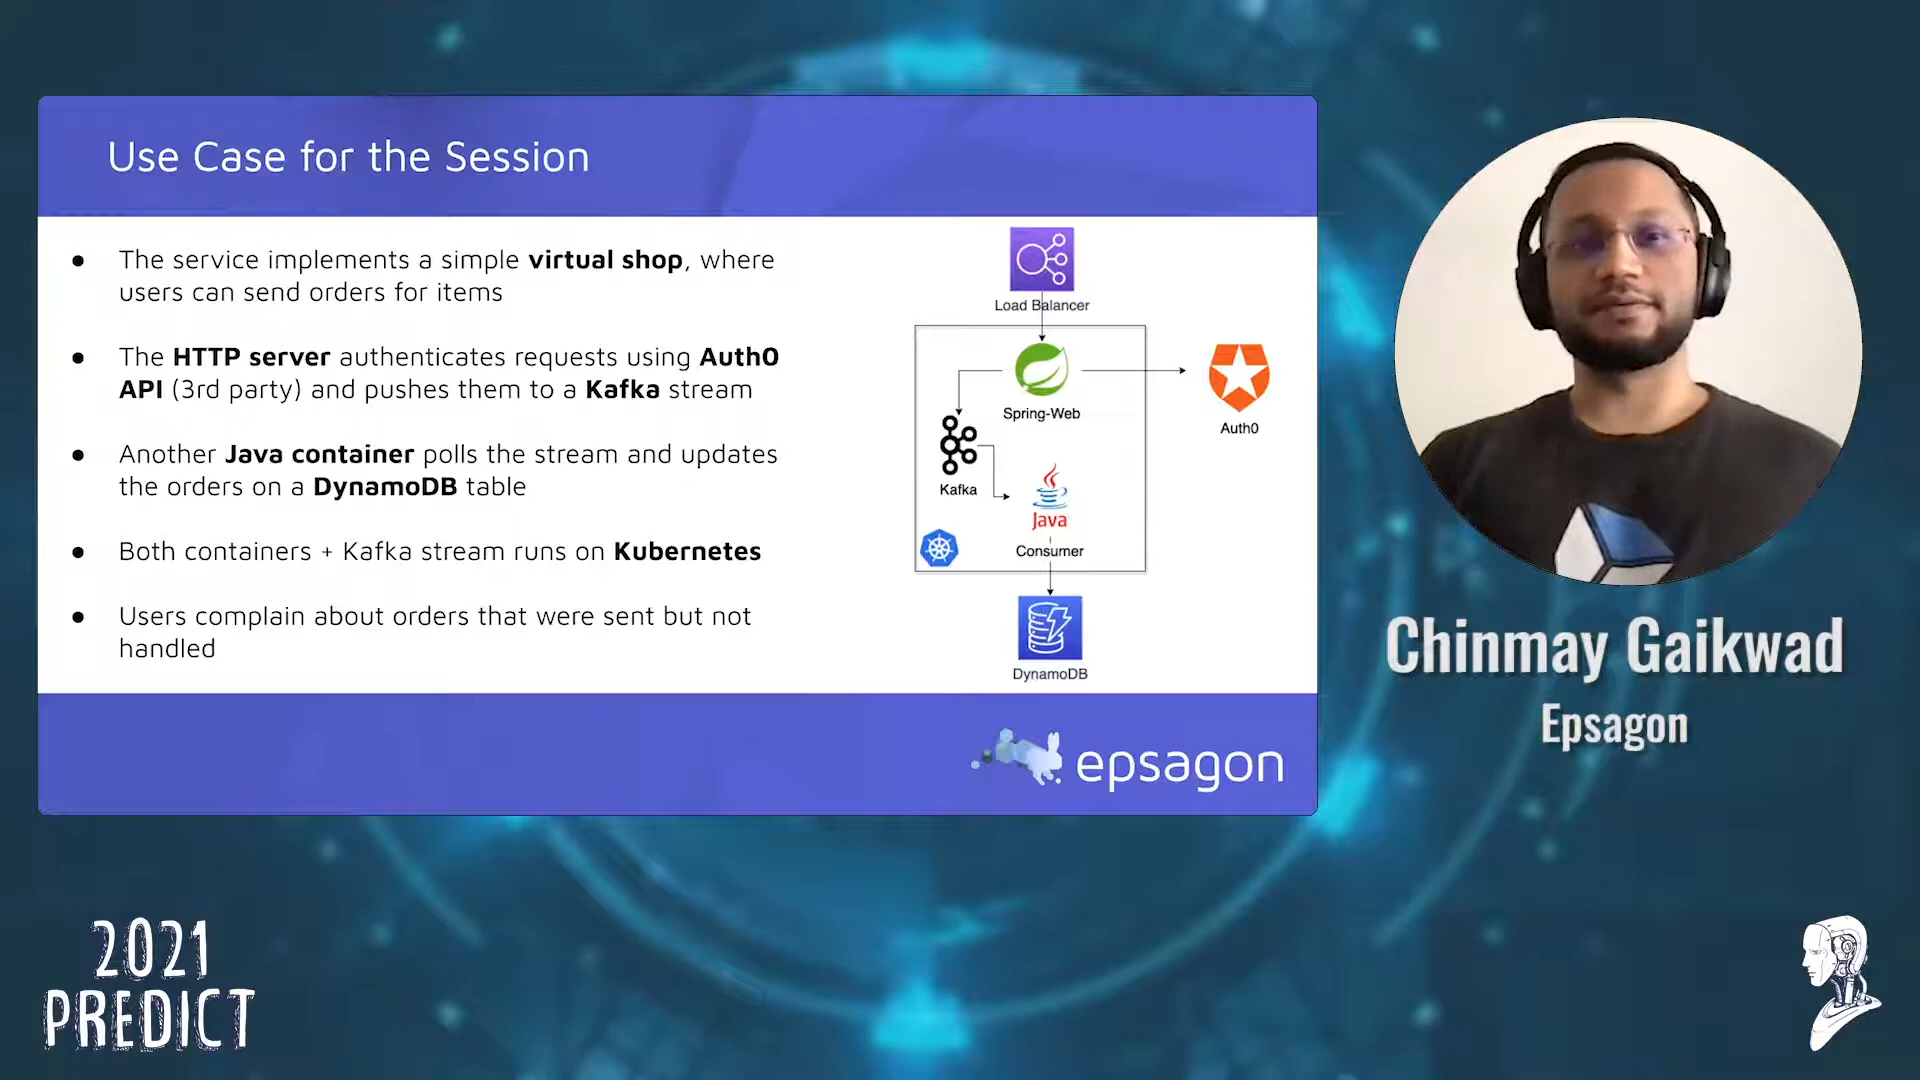 Use Case for the Session
● The service implements a simple virtual shop, where
users can send orders for items
● The HTTP server authenticates requests using Auth0
API (3rd party) and pushes them to a Kafka stream
● Another Java container polls the stream and updates
the orders on a DynamoDB table
● Both containers + Kafka stream runs on Kubernetes
● Users complain about orders that were sent but not
handled
Load Balancer
Spring-Web
Auth0
Kafka
Java
Consumer
DynamoDB
epsagon
Chinmay Gaikwad
Epsagon
2021
PREDICT